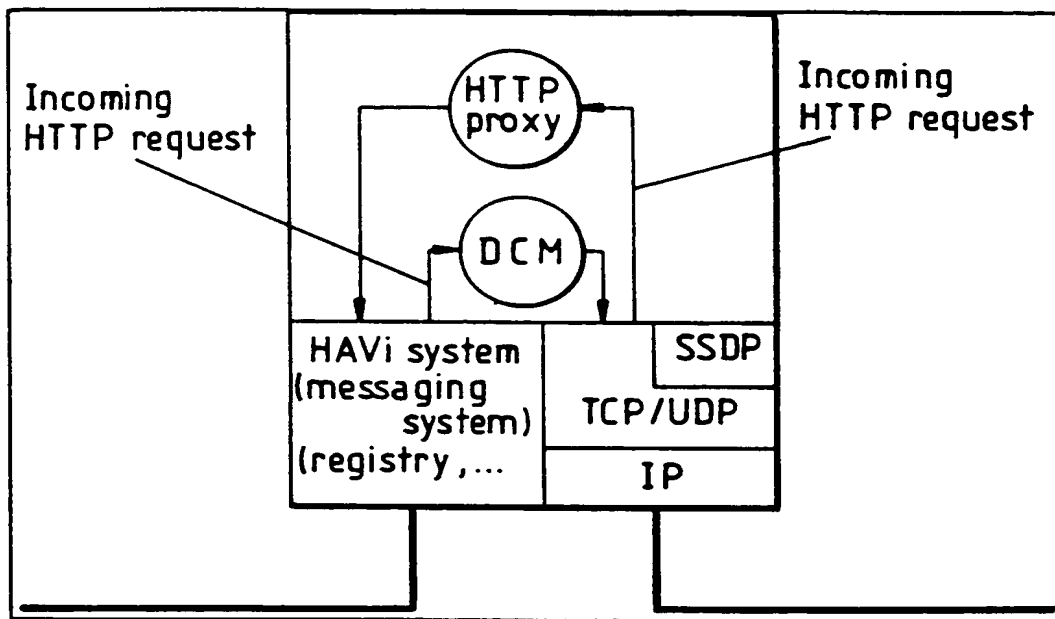 Incoming
HTTP request
HTTP
proxy
Incoming
HTTP request
DCM
HAVi system
(messaging
system)
(registry,...
SSDP
TCP/UDP
IP